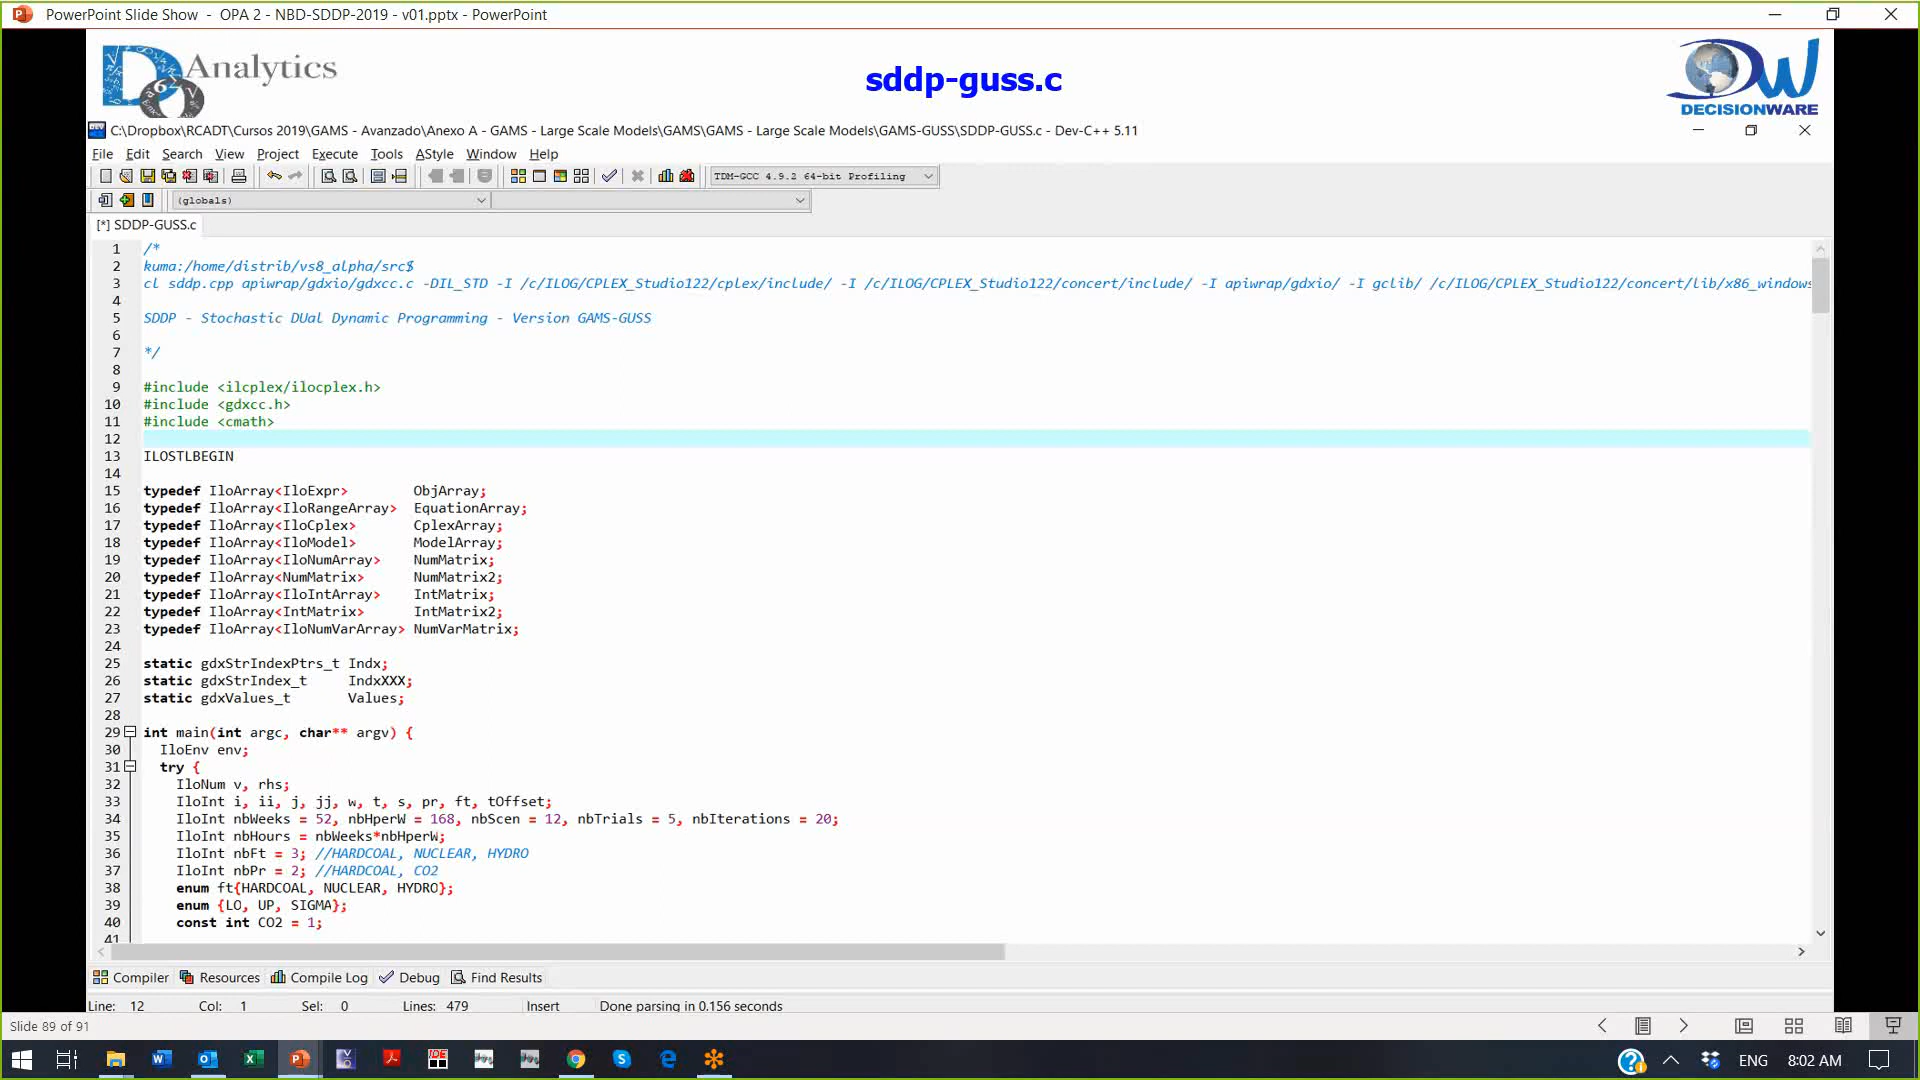 PowerPoint Slide Show - OPA 2 - NBD-SDDP-2019 - v01.pptx - PowerPoint
Analytics
sddp-guss.c
DECISIONWARE
C:\Dropbox\RCADT\Cursos 2019\GAMS - Avanzado\Anexo A - GAMS - Large Scale Models\GAMS\GAMS - Large Scale Models\GAMS-GUSS\SDDP-GUSS.c - Dev-C++ 5.11
File Edit Search View Project Execute Tools AStyle Window Help
TDM-GCC 4.9.2 64-bit Profiling
(globals)
[*] SDDP-GUSS.c
1 /*
2 kuma:/home/distrib/vs8_alpha/src$
3 cl sddp.cpp apiwrap/gdxio/gdxcc.c -DIL_STD -I /c/ILOG/CPLEX_Studio122/cplex/include/ -I /c/ILOG/CPLEX_Studio122/concert/include/ -I apiwrap/gdxio/ -I gclib/ /c/ILOG/CPLEX_Studio122/concert/lib/x86_windows
4
5 SDDP - Stochastic DUal Dynamic Programming - Version GAMS-GUSS
6
7 */
8
9 #include <ilcplex/ilocplex.h>
10 #include <gdxcc.h>
11 #include <cmath>
12
13 ILOSTLBEGIN
14
15 typedef IloArray<IloExpr> ObjArray;
16 typedef IloArray<IloRangeArray> EquationArray;
17 typedef IloArray<IloCplex> CplexArray;
18 typedef IloArray<IloModel> ModelArray;
19 typedef IloArray<IloNumArray> NumMatrix;
20 typedef IloArray<NumMatrix> NumMatrix2;
21 typedef IloArray<IloIntArray> IntMatrix;
22 typedef IloArray<IntMatrix> IntMatrix2;
23 typedef IloArray<IloNumVarArray> NumVarMatrix;
24
25 static gdxStrIndexPtrs_t Indx;
26 static gdxStrIndex_t IndxXXX;
27 static gdxValues_t Values;
28
29 int main(int argc, char** argv) {
30 IloEnv env;
31 try {
32 IloNum v, rhs;
33 IloInt i, ii, j, jj, w, t, s, pr, ft, tOffset;
34 IloInt nbWeeks = 52, nbHperW = 168, nbScen = 12, nbTrials = 5, nbIterations = 20;
35 IloInt nbHours = nbWeeks*nbHperW;
36 IloInt nbFt = 3; //HARDCOAL, NUCLEAR, HYDRO
37 IloInt nbPr = 2; //HARDCOAL, CO2
38 enum ft{HARDCOAL, NUCLEAR, HYDRO};
39 enum {LO, UP, SIGMA};
40 const int CO2 = 1;
41
Compiler Resources Compile Log Debug Find Results
Line: 12 Col: 1 Sel: 0 Lines: 479 Insert Done parsing in 0.156 seconds
Slide 89 of 91
ENG 8:02 AM